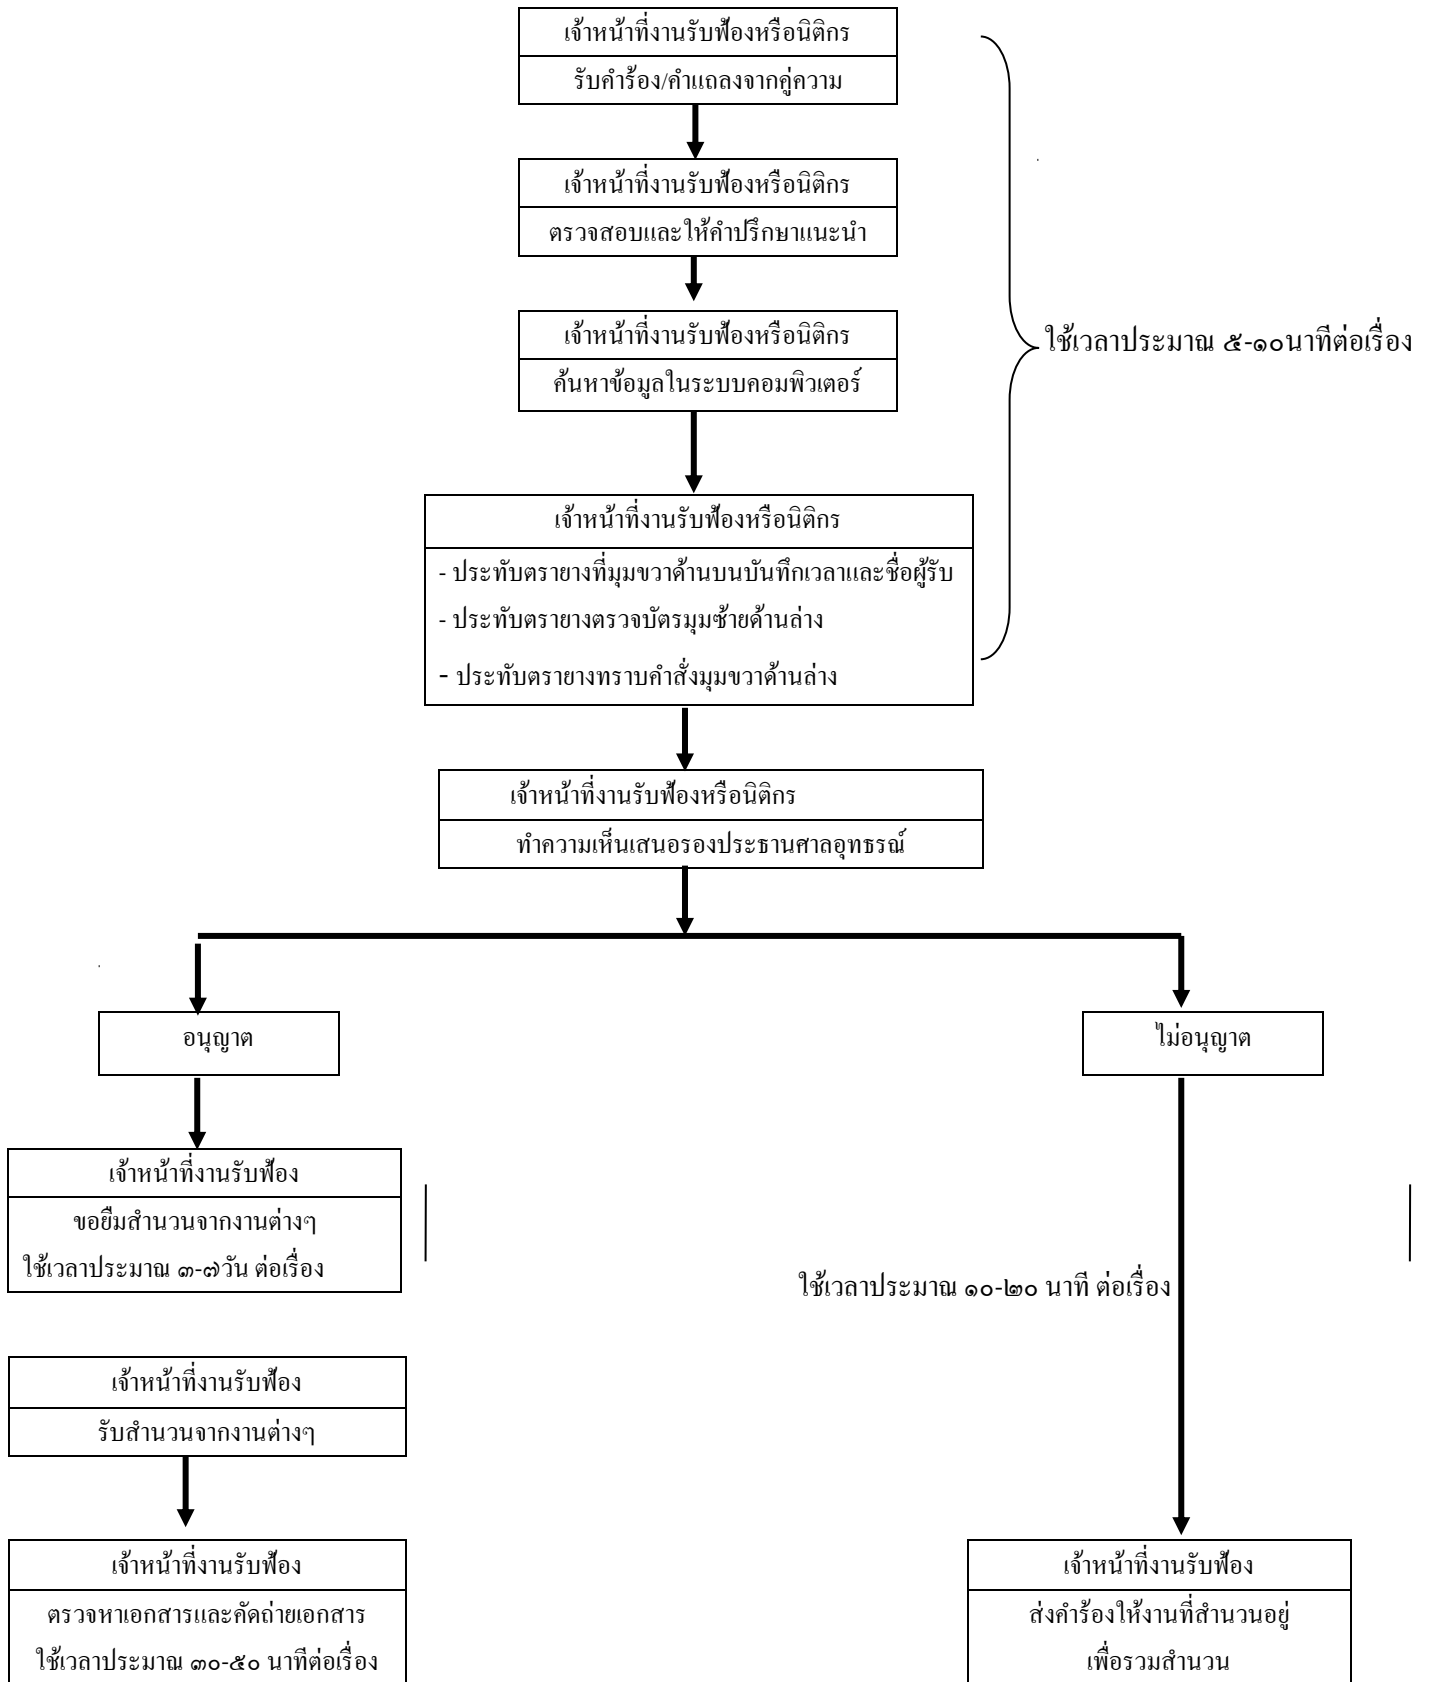 เจ้าหน้าที่งานรับฟ้องหรือนิติกร
รับคำร้อง/คำแถลงจากคู่ความ
เจ้าหน้าที่งานรับฟ้องหรือนิติกร
ตรวจสอบและให้คำปรึกษาแนะนำ
เจ้าหน้าที่งานรับฟ้องหรือนิติกร
ค้นหาข้อมูลในระบบคอมพิวเตอร์
ใช้เวลาประมาณ ๕-๑๐นาทีต่อเรื่อง
เจ้าหน้าที่งานรับฟ้องหรือนิติกร
- ประทับตรายางที่มุมขวาด้านบนบันทึกเวลาและชื่อผู้รับ
- ประทับตรายางตรวจบัตรมุมซ้ายด้านล่าง
- ประทับตรายางทราบคำสั่งมุมขวาด้านล่าง
เจ้าหน้าที่งานรับฟ้องหรือนิติกร
ทำความเห็นเสนอรองประธานศาลอุทธรณ์
อนุญาต
ไม่อนุญาต
เจ้าหน้าที่งานรับฟ้อง
ขอยืมสำนวนจากงานต่างๆ
ใช้เวลาประมาณ ๓-๗วัน ต่อเรื่อง
ใช้เวลาประมาณ ๑๐-๒๐ นาที ต่อเรื่อง
เจ้าหน้าที่งานรับฟ้อง
รับสำนวนจากงานต่างๆ
เจ้าหน้าที่งานรับฟ้อง
ตรวจหาเอกสารและคัดถ่ายเอกสาร
ใช้เวลาประมาณ ๓๐-๕๐ นาทีต่อเรื่อง
เจ้าหน้าที่งานรับฟ้อง
ส่งคำร้องให้งานที่สำนวนอยู่
เพื่อรวมสำนวน